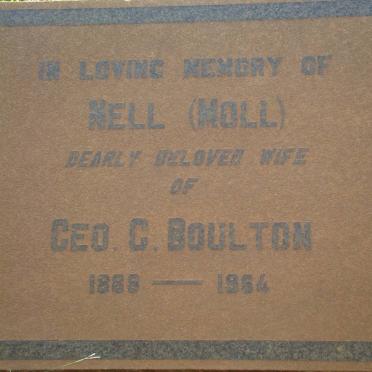 IN LOVING MEMORY OF
NELL (MOLL)
DEARLY BELOVED WIFE
OF
GEO. C. BOULTON
1888 — 1964